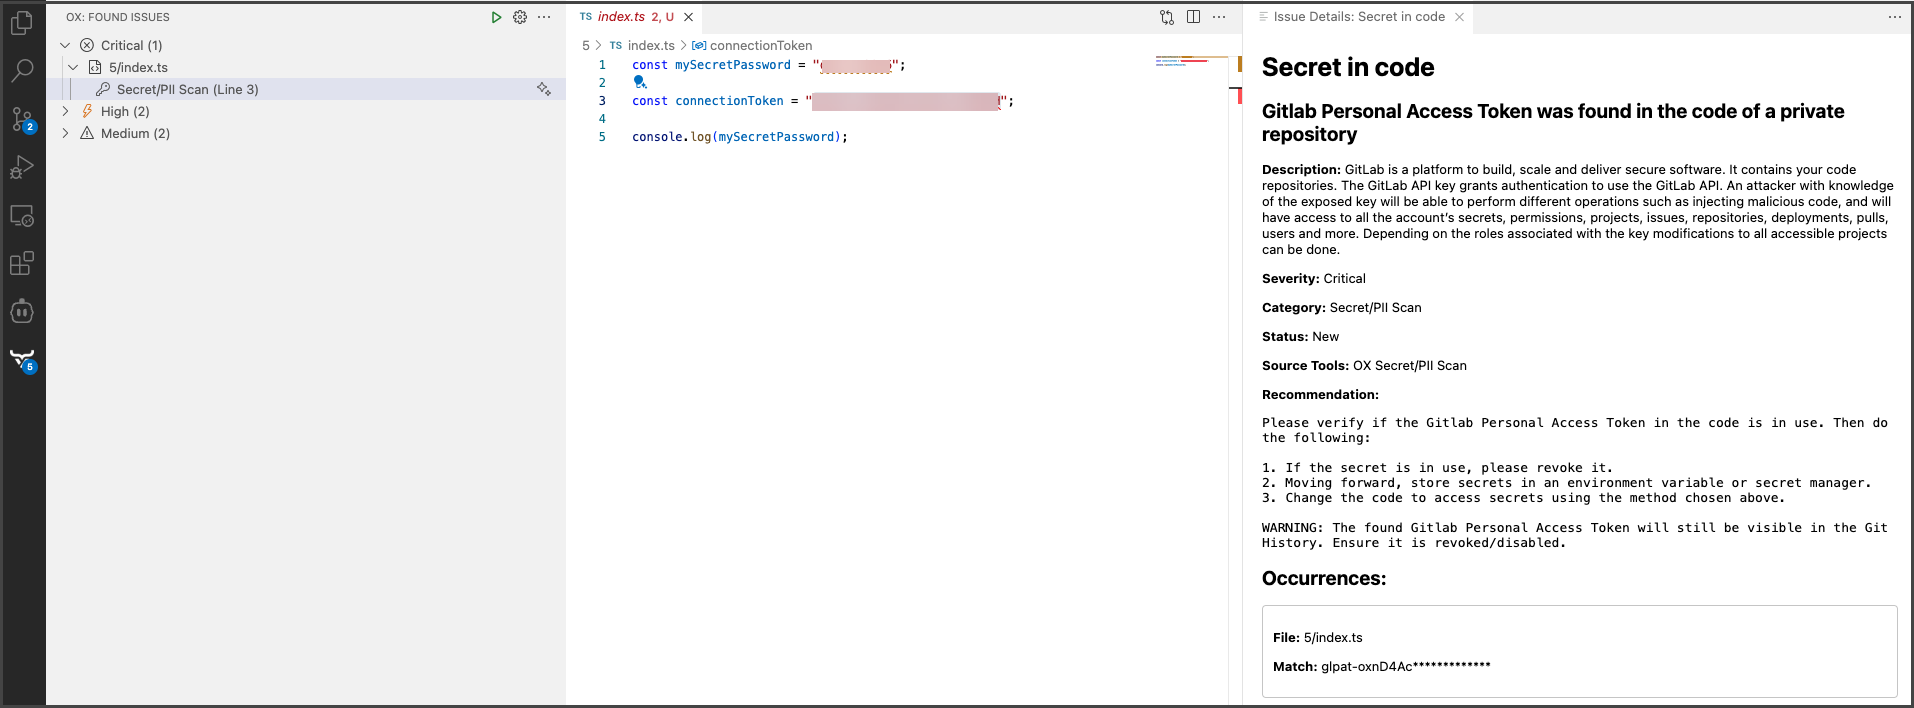 OX: FOUND ISSUES
Critical (1)
5/index.ts
Secret/PII Scan (Line 3)
High (2)
Medium (2)
2
5
TS index.ts 2, U
5 > TS index.ts > connectionToken
1 const mySecretPassword = " ";
2
3 const connectionToken = " ";
4
5 console.log(mySecretPassword);
Issue Details: Secret in code
Secret in code
Gitlab Personal Access Token was found in the code of a private
repository
Description: GitLab is a platform to build, scale and deliver secure software. It contains your code
repositories. The GitLab API key grants authentication to use the GitLab API. An attacker with knowledge
of the exposed key will be able to perform different operations such as injecting malicious code, and will
have access to all the account's secrets, permissions, projects, issues, repositories, deployments, pulls,
users and more. Depending on the roles associated with the key modifications to all accessible projects
can be done.
Severity: Critical
Category: Secret/PII Scan
Status: New
Source Tools: OX Secret/PII Scan
Recommendation:
Please verify if the Gitlab Personal Access Token in the code is in use. Then do
the following:
1. If the secret is in use, please revoke it.
2. Moving forward, store secrets in an environment variable or secret manager.
3. Change the code to access secrets using the method chosen above.
WARNING: The found Gitlab Personal Access Token will still be visible in the Git
History. Ensure it is revoked/disabled.
Occurrences:
File: 5/index.ts
Match: glpat-oxnD4Ac*************